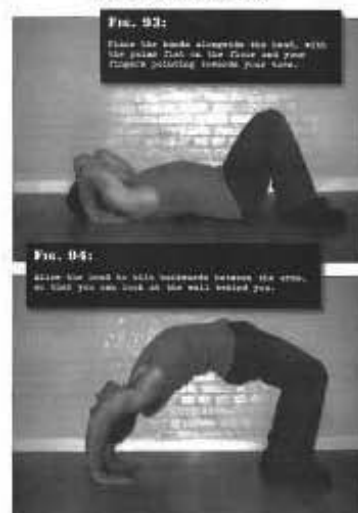 FIG. 93:
Place the hands alongside the head, with
the palms flat on the floor and your
fingers pointing towards your toes.
FIG. 94:
Allow the head to tilt backwards between the arms,
so that you can look at the wall behind you.